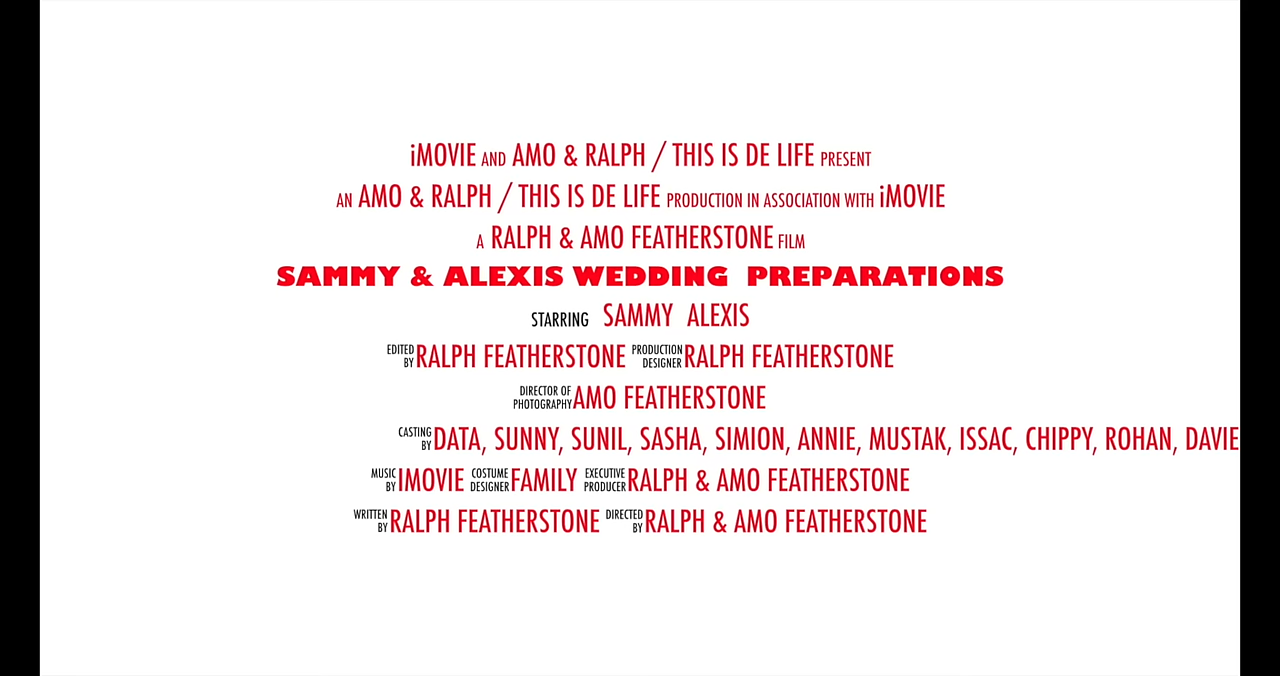 iMOVIE AND AMO & RALPH / THIS IS DE LIFE PRESENT
AN AMO & RALPH / THIS IS DE LIFE PRODUCTION IN ASSOCIATION WITH iMOVIE
A RALPH & AMO FEATHERSTONE FILM
SAMMY & ALEXIS WEDDING PREPARATIONS
STARRING SAMMY ALEXIS
EDITED BY RALPH FEATHERSTONE PRODUCTION DESIGNER RALPH FEATHERSTONE
DIRECTOR OF PHOTOGRAPHY AMO FEATHERSTONE
CASTING BY DATA, SUNNY, SUNIL, SASHA, SIMION, ANNIE, MUSTAK, ISSAC, CHIPPY, ROHAN, DAVIE
MUSIC BY IMOVIE COSTUME DESIGNER FAMILY EXECUTIVE PRODUCER RALPH & AMO FEATHERSTONE
WRITTEN BY RALPH FEATHERSTONE DIRECTED BY RALPH & AMO FEATHERSTONE